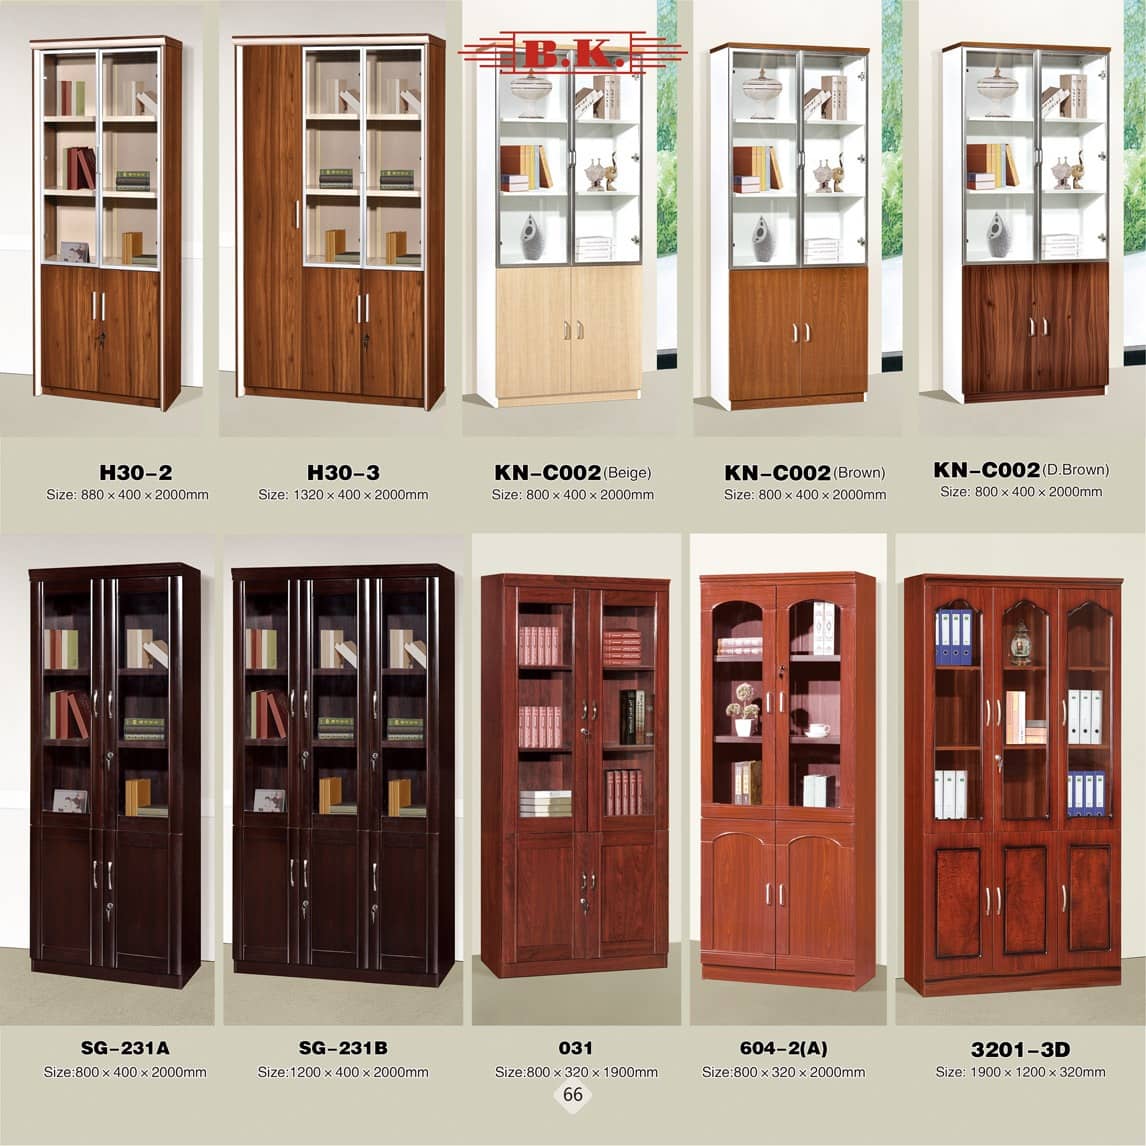 B.K.
H30-2
Size: 880 × 400 × 2000mm
H30-3
Size: 1320 × 400 × 2000mm
KN-C002 (Beige)
Size: 800 × 400 × 2000mm
KN-C002 (Brown)
Size: 800 × 400 × 2000mm
KN-C002 (D.Brown)
Size: 800 × 400 × 2000mm
SG-231A
Size:800 × 400 × 2000mm
SG-231B
Size:1200 × 400 × 2000mm
031
Size:800 × 320 × 1900mm
604-2(A)
Size:800 × 320 × 2000mm
3201-3D
Size: 1900 × 1200 × 320mm
66